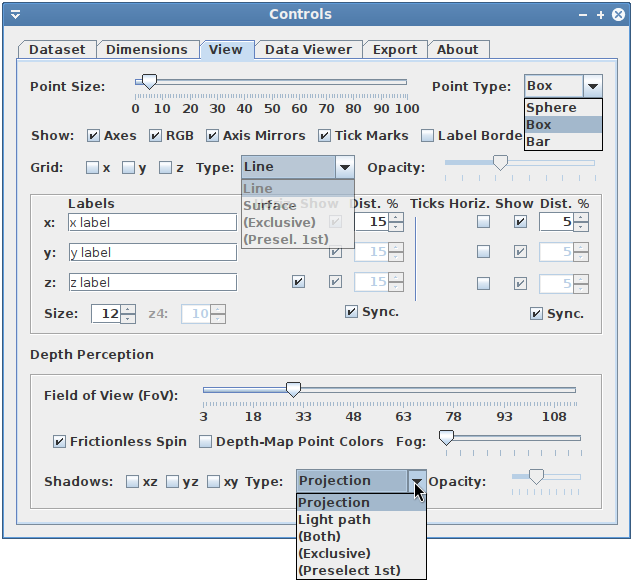 Controls
Dataset Dimensions View Data Viewer Export About
Point Size: Point Type: Box
0 10 20 30 40 50 60 70 80 90 100
Sphere
Box
Bar
Show: Axes RGB Axis Mirrors Tick Marks Label Borde
Grid: x y z Type: Line Opacity:
Line
Surface
(Exclusive)
(Presel. 1st)
Labels Show Dist. % Ticks Horiz. Show Dist. %
x: x label 15 5
y: y label 15 5
z: z label 15 5
Size: 12 z4: 10 Sync. Sync.
Depth Perception
Field of View (FoV)
3 18 33 48 63 78 93 108
Frictionless Spin Depth-Map Point Colors Fog:
Shadows: xz yz xy Type: Projection Opacity:
Projection
Light path
(Both)
(Exclusive)
(Preselect 1st)